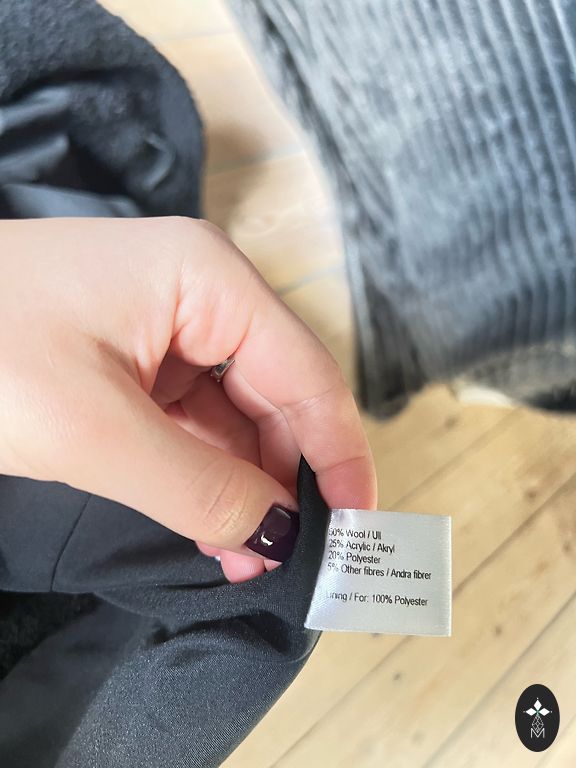 50% Wool / Ull
25% Acrylic / Akryl
20% Polyester
5% Other fibres / Andra fibrer
Lining / For: 100% Polyester
M